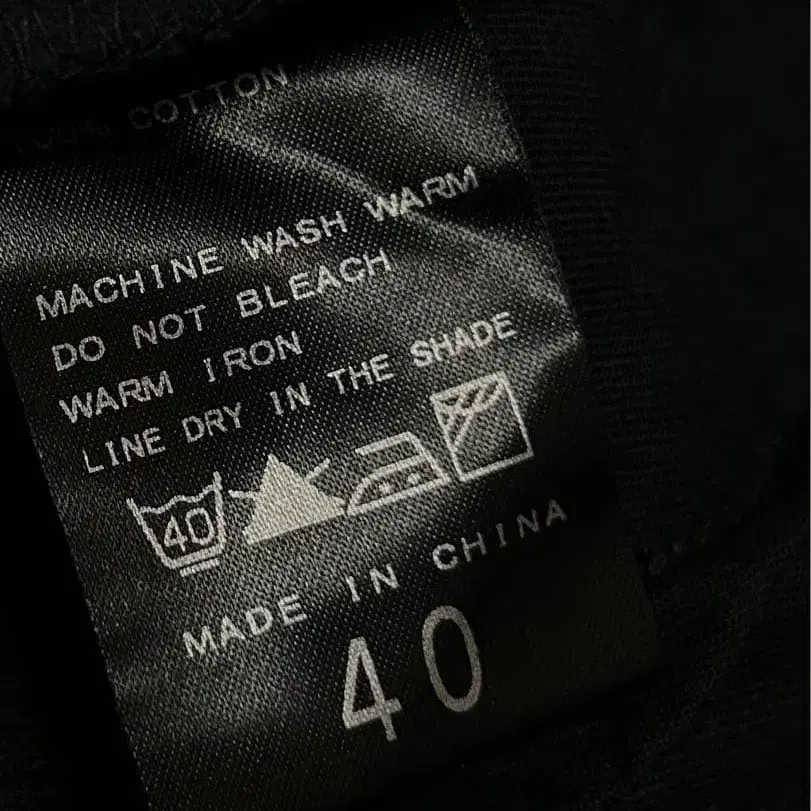 COTTON
MACHINE WASH WARM
DO NOT BLEACH
WARM IRON
LINE DRY IN THE SHADE
40
MADE IN CHINA
40